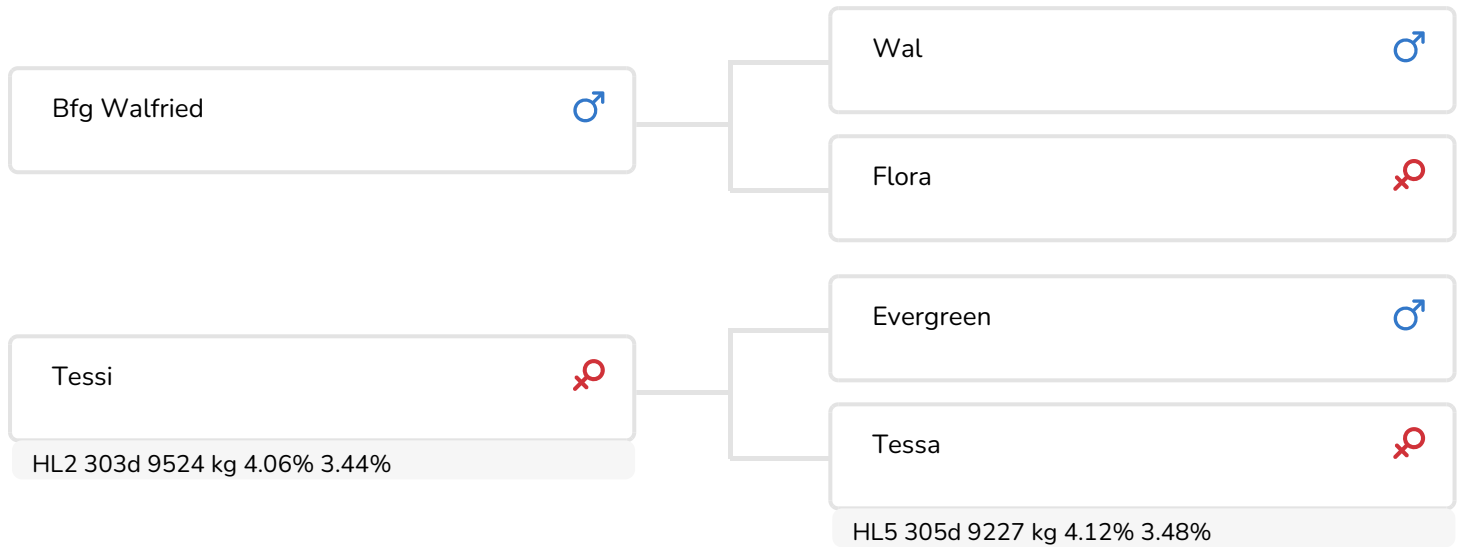 Bfg Walfried
Wal
Flora
Tessi
HL2 303d 9524 kg 4.06% 3.44%
Evergreen
Tessa
HL5 305d 9227 kg 4.12% 3.48%